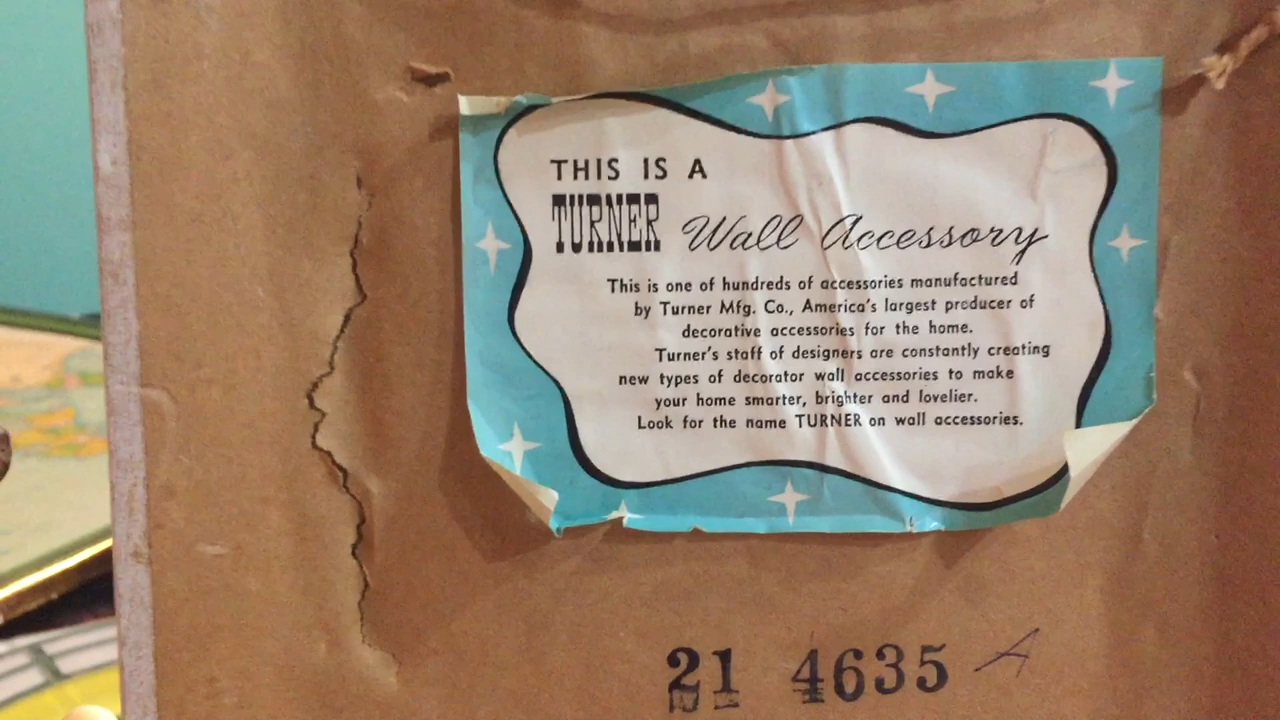 THIS IS A
TURNER Wall Accessory
This is one of hundreds of accessories manufactured
by Turner Mfg. Co., America's largest producer of
decorative accessories for the home.
Turner's staff of designers are constantly creating
new types of decorator wall accessories to make
your home smarter, brighter and lovelier.
Look for the name TURNER on wall accessories.
21 4635 A